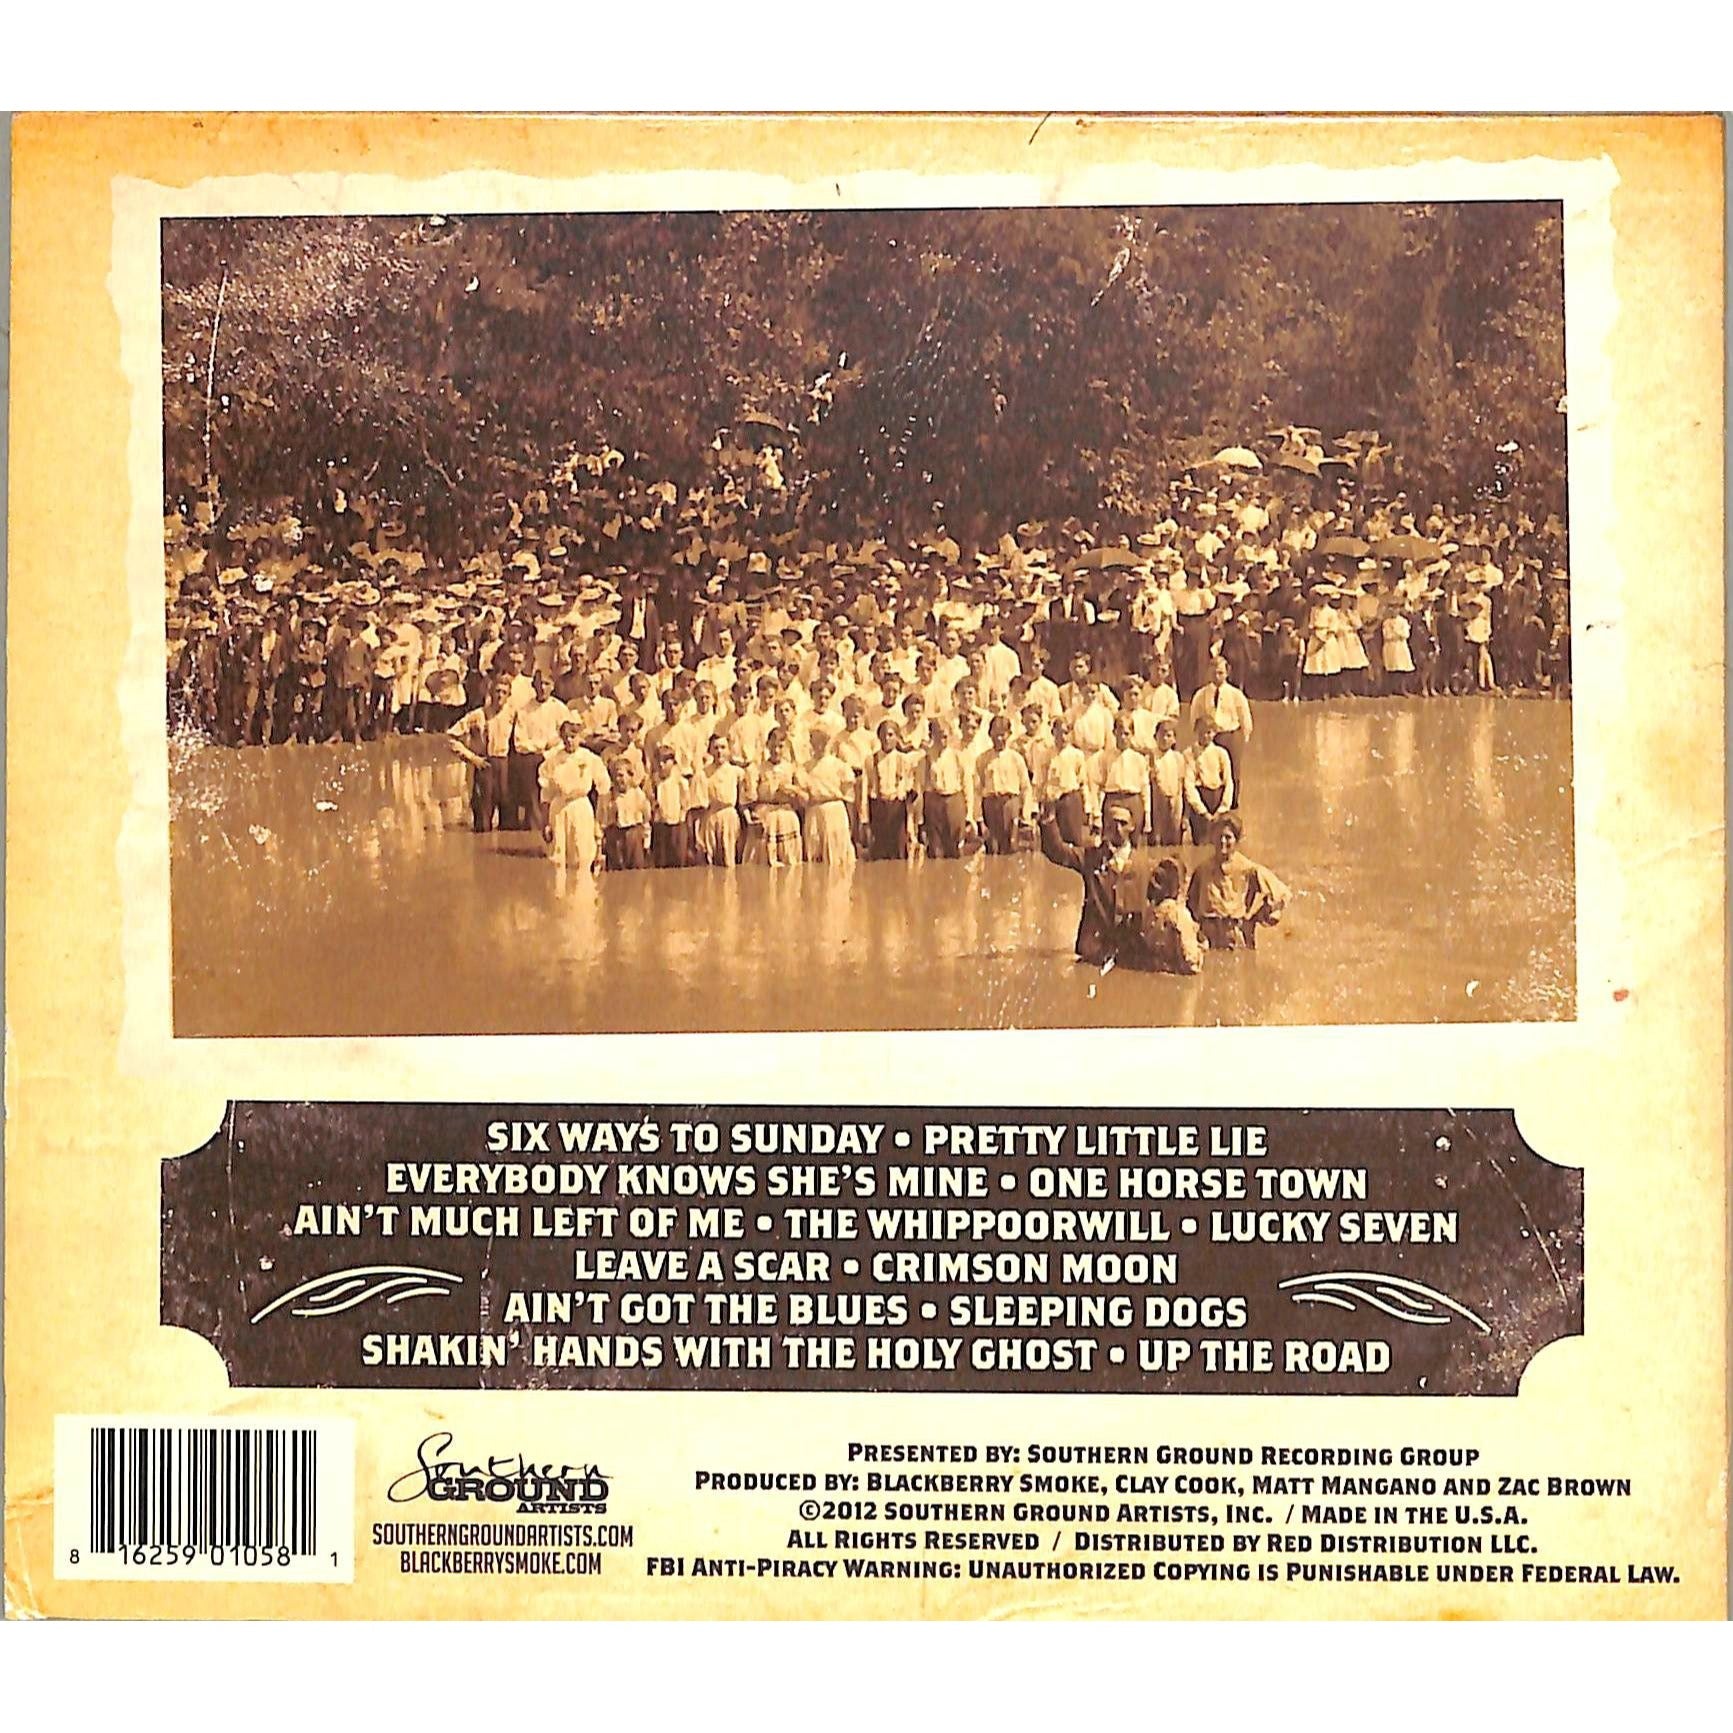 SIX WAYS TO SUNDAY • PRETTY LITTLE LIE
EVERYBODY KNOWS SHE'S MINE • ONE HORSE TOWN
AIN'T MUCH LEFT OF ME • THE WHIPPOORWILL • LUCKY SEVEN
LEAVE A SCAR • CRIMSON MOON
AIN'T GOT THE BLUES • SLEEPING DOGS
SHAKIN' HANDS WITH THE HOLY GHOST • UP THE ROAD
8 16259 01058 1
Southern
GROUND
ARTISTS
SOUTHERNGROUNDARTISTS.COM
BLACKBERRYSMOKE.COM
PRESENTED BY: SOUTHERN GROUND RECORDING GROUP
PRODUCED BY: BLACKBERRY SMOKE, CLAY COOK, MATT MANGANO AND ZAC BROWN
©2012 SOUTHERN GROUND ARTISTS, INC. / MADE IN THE U.S.A.
ALL RIGHTS RESERVED / DISTRIBUTED BY RED DISTRIBUTION LLC.
FBI ANTI-PIRACY WARNING: UNAUTHORIZED COPYING IS PUNISHABLE UNDER FEDERAL LAW.